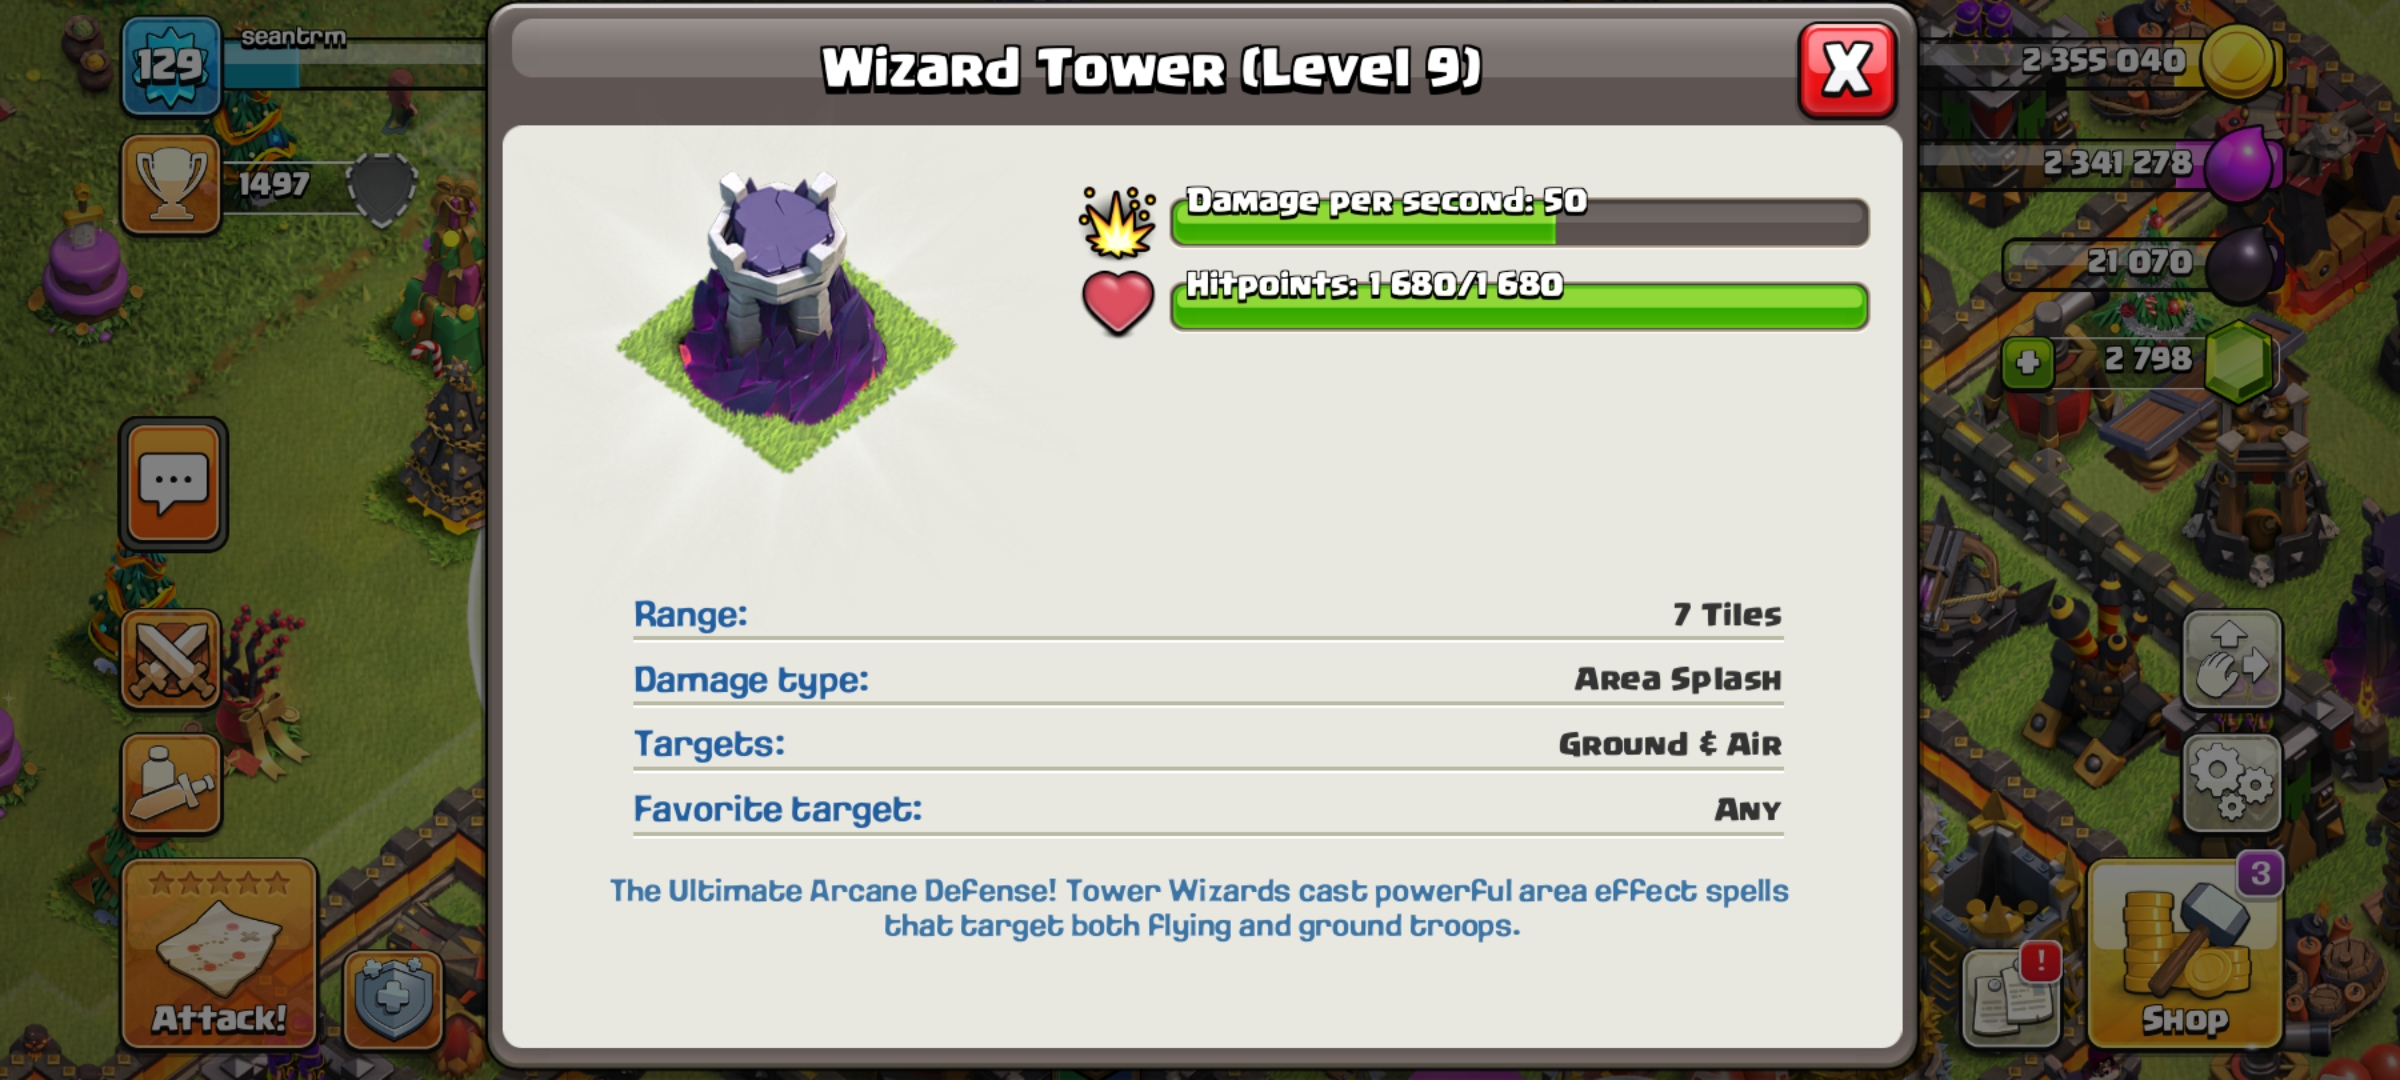 129
seantrm
1497
Attack!
Wizard Tower (Level 9)
X
Damage per second: 50
Hitpoints: 1 680/1 680
Range: 7 Tiles
Damage type: Area Splash
Targets: Ground & Air
Favorite target: Any
The Ultimate Arcane Defense! Tower Wizards cast powerful area effect spells
that target both flying and ground troops.
2 355 040
2 341 278
21 070
+ 2 798
!
3
Shop